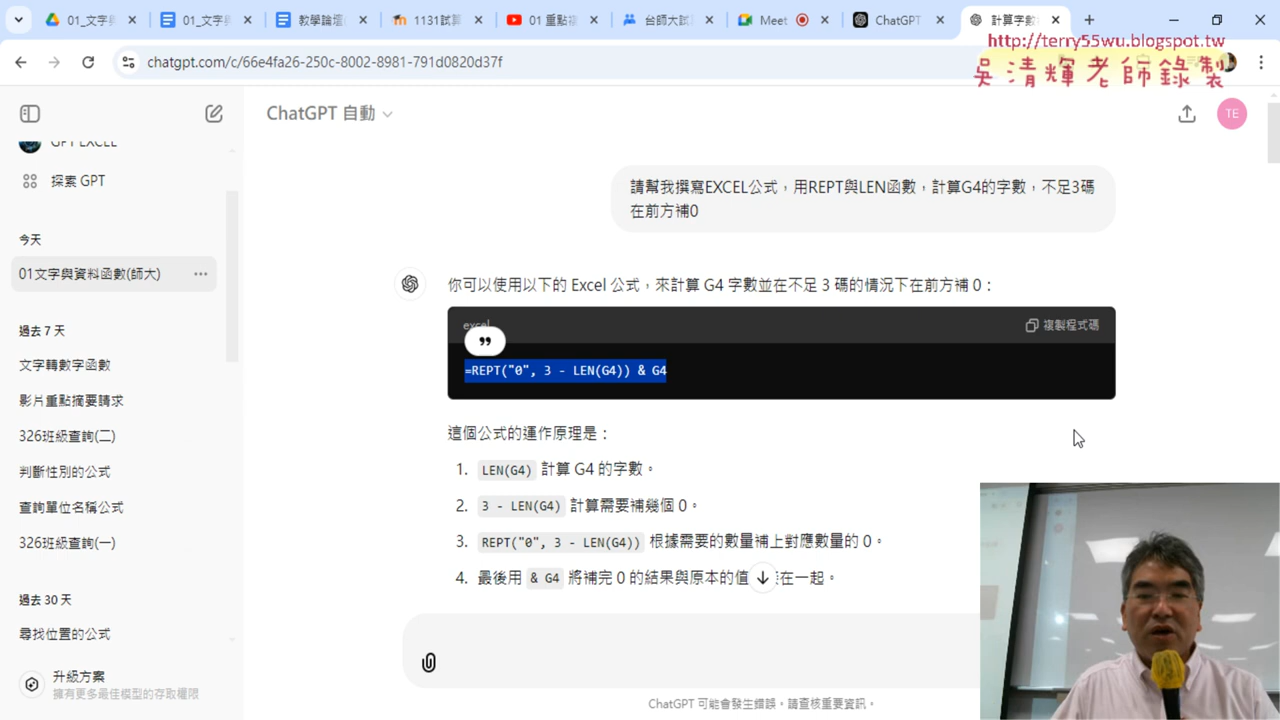 01_文字與
01_文字與
教學論壇(
1131試算
01 重點複
台師大試
Meet
ChatGPT
計算字數
http://terry55wu.blogspot.tw
chatgpt.com/c/66e4fa26-250c-8002-8981-791d0820d37f
吳清輝老師錄製
ChatGPT 自動
TE
GPT EXCEL
探索 GPT
今天
01文字與資料函數(師大)
過去 7 天
文字轉數字函數
影片重點摘要請求
326班級查詢(二)
判斷性別的公式
查詢單位名稱公式
326班級查詢(一)
過去 30 天
尋找位置的公式
升級方案
擁有更多最佳模型的存取權限
請幫我撰寫EXCEL公式，用REPT與LEN函數，計算G4的字數，不足3碼
在前方補0
你可以使用以下的 Excel 公式，來計算 G4 字數並在不足 3 碼的情況下在前方補 0：
excel
複製程式碼
=REPT("0", 3 - LEN(G4)) & G4
這個公式的運作原理是：
1. LEN(G4) 計算 G4 的字數。
2. 3 - LEN(G4) 計算需要補幾個 0。
3. REPT("0", 3 - LEN(G4)) 根據需要的數量補上對應數量的 0。
4. 最後用 & G4 將補完 0 的結果與原本的值 在一起。
ChatGPT 可能會發生錯誤。請查核重要資訊。